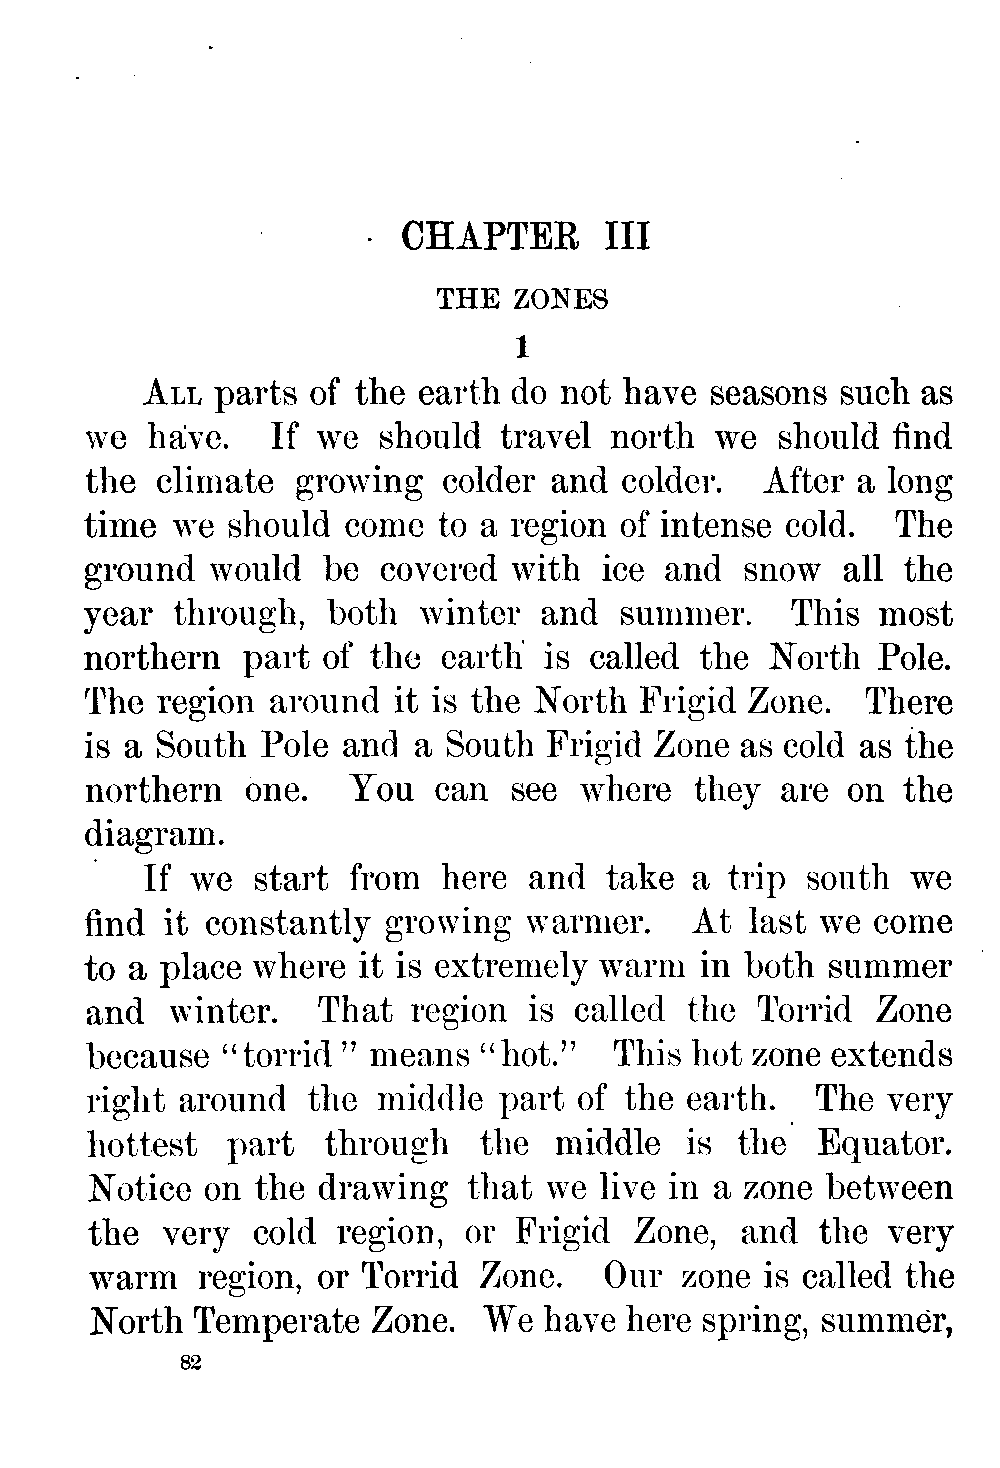 CHAPTER III
THE ZONES
1
ALL parts of the earth do not have seasons such as
we have. If we should travel north we should find
the climate growing colder and colder. After a long
time we should come to a region of intense cold. The
ground would be covered with ice and snow all the
year through, both winter and summer. This most
northern part of the earth is called the North Pole.
The region around it is the North Frigid Zone. There
is a South Pole and a South Frigid Zone as cold as the
northern one. You can see where they are on the
diagram.
If we start from here and take a trip south we
find it constantly growing warmer. At last we come
to a place where it is extremely warm in both summer
and winter. That region is called the Torrid Zone
because "torrid" means "hot." This hot zone extends
right around the middle part of the earth. The very
hottest part through the middle is the Equator.
Notice on the drawing that we live in a zone between
the very cold region, or Frigid Zone, and the very
warm region, or Torrid Zone. Our zone is called the
North Temperate Zone. We have here spring, summer,
82